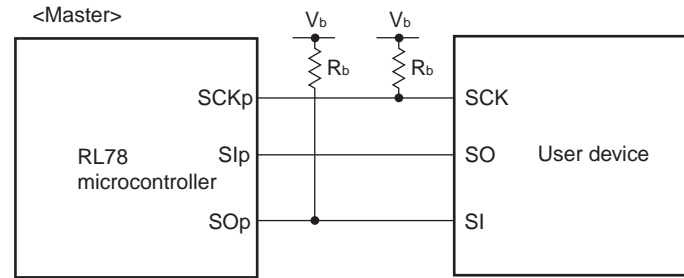 <Master>
Vb
Vb
Rb
Rb
SCKp
SCK
SIp
SO
RL78
microcontroller
User device
SOp
SI